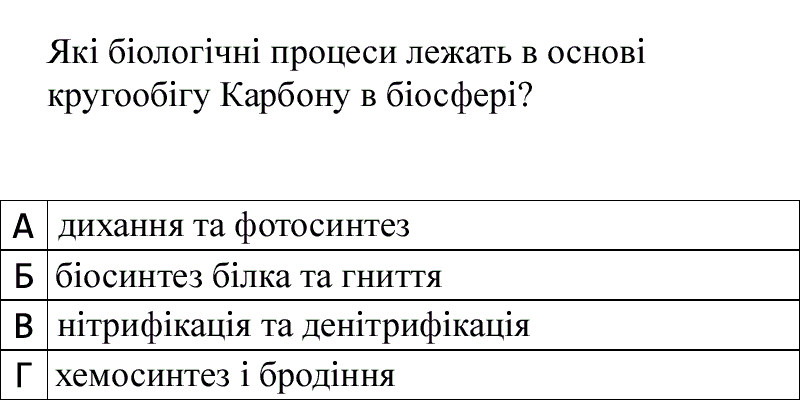 Які біологічні процеси лежать в основі
кругообігу Карбону в біосфері?
А дихання та фотосинтез
Б біосинтез білка та гниття
В нітрифікація та денітрифікація
Г хемосинтез і бродіння